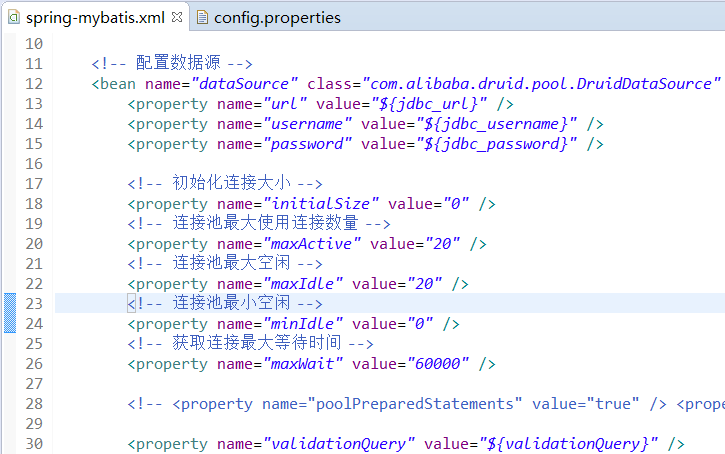 spring-mybatis.xml config.properties
10
11 <!-- 配置数据源 -->
12 <bean name="dataSource" class="com.alibaba.druid.pool.DruidDataSource"
13 <property name="url" value="${jdbc_url}" />
14 <property name="username" value="${jdbc_username}" />
15 <property name="password" value="${jdbc_password}" />
16
17 <!-- 初始化连接大小 -->
18 <property name="initialSize" value="0" />
19 <!-- 连接池最大使用连接数量 -->
20 <property name="maxActive" value="20" />
21 <!-- 连接池最大空闲 -->
22 <property name="maxIdle" value="20" />
23 <!-- 连接池最小空闲 -->
24 <property name="minIdle" value="0" />
25 <!-- 获取连接最大等待时间 -->
26 <property name="maxWait" value="60000" />
27
28 <!-- <property name="poolPreparedStatements" value="true" /> <prope
29
30 <property name="validationQuery" value="${validationQuery}" />